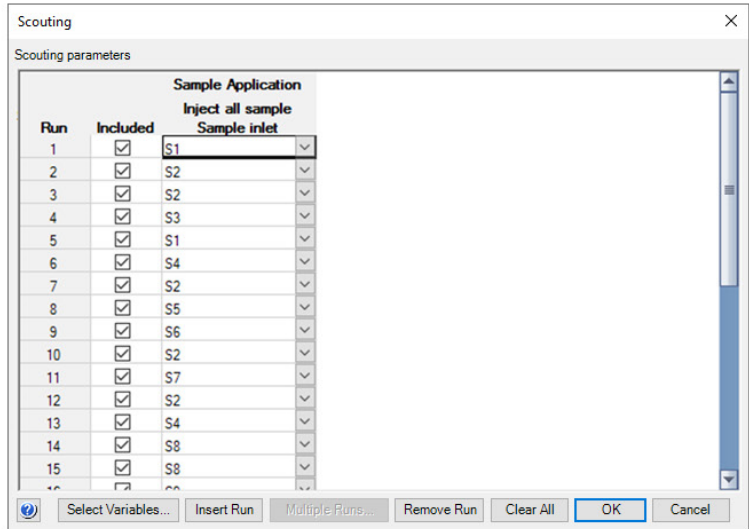 Scouting
Scouting parameters
Sample Application
Inject all sample
Run Included Sample inlet
1 S1
2 S2
3 S2
4 S3
5 S1
6 S4
7 S2
8 S5
9 S6
10 S2
11 S7
12 S2
13 S4
14 S8
15 S8
? Select Variables... Insert Run Multiple Runs... Remove Run Clear All OK Cancel